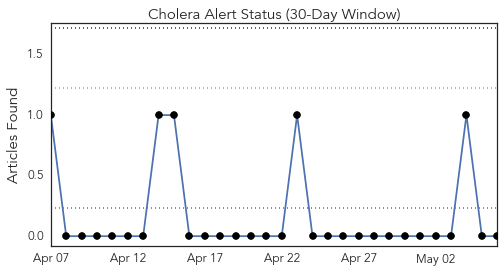 Cholera Alert Status (30-Day Window)
Articles Found
1.5
1.0
0.5
0.0
Apr 07 Apr 12 Apr 17 Apr 22 Apr 27 May 02